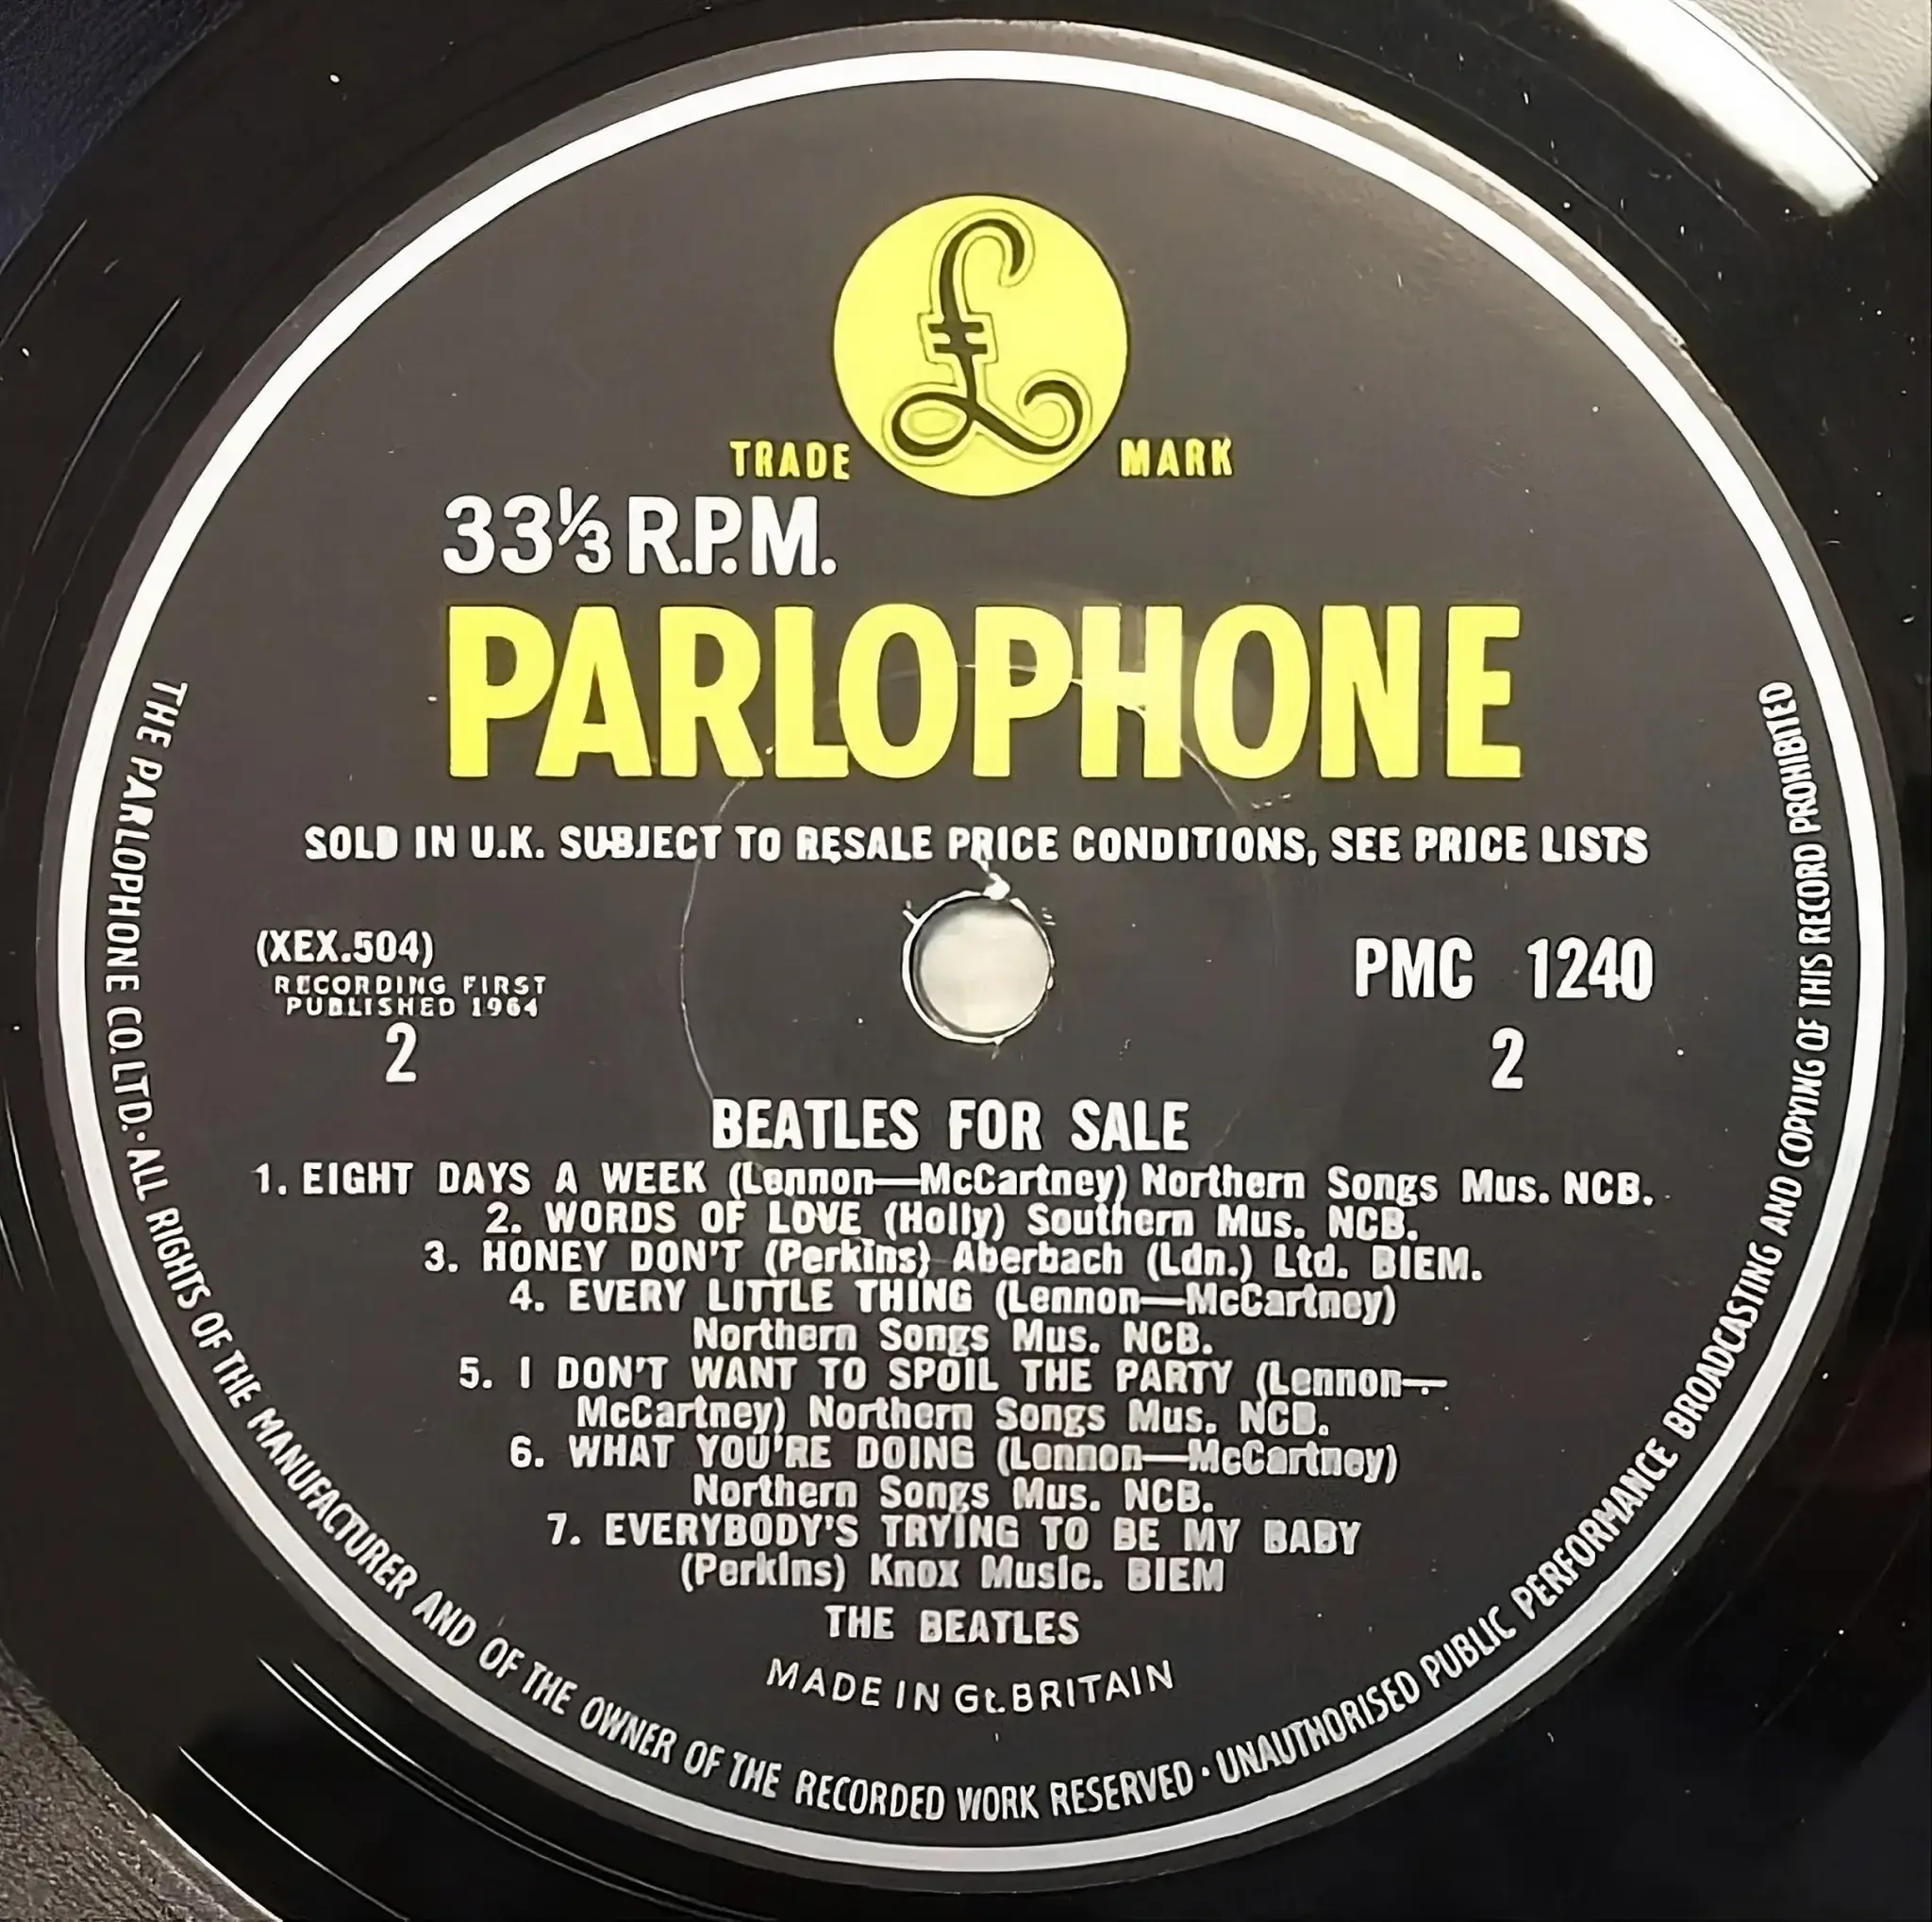 £
TRADE MARK
33⅓ R.P.M.
PARLOPHONE
SOLD IN U.K. SUBJECT TO RESALE PRICE CONDITIONS, SEE PRICE LISTS
(XEX.504)
RECORDING FIRST
PUBLISHED 1964
2
PMC 1240
2
BEATLES FOR SALE
1. EIGHT DAYS A WEEK (Lennon—McCartney) Northern Songs Mus. NCB.
2. WORDS OF LOVE (Holly) Southern Mus. NCB.
3. HONEY DON'T (Perkins) Aberbach (Ldn.) Ltd. BIEM.
4. EVERY LITTLE THING (Lennon—McCartney)
Northern Songs Mus. NCB.
5. I DON'T WANT TO SPOIL THE PARTY (Lennon—
McCartney) Northern Songs Mus. NCB.
6. WHAT YOU'RE DOING (Lennon—McCartney)
Northern Songs Mus. NCB.
7. EVERYBODY'S TRYING TO BE MY BABY
(Perkins) Knox Music. BIEM
THE BEATLES
MADE IN Gt. BRITAIN
THE PARLOPHONE CO. LTD. · ALL RIGHTS OF THE MANUFACTURER AND OF THE OWNER OF THE RECORDED WORK RESERVED · UNAUTHORISED PUBLIC PERFORMANCE BROADCASTING AND COPYING OF THIS RECORD PROHIBITED